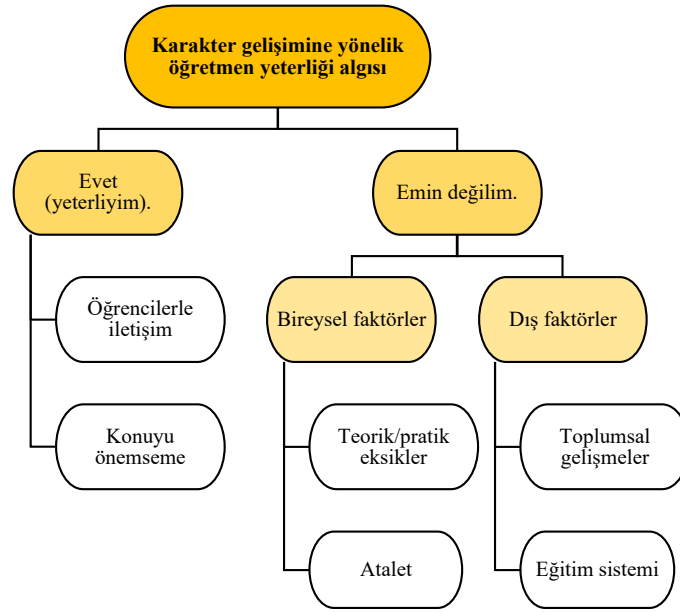 Karakter gelişimine yönelik
öğretmen yeterliği algısı
Evet
(yeterliyim).
Emin değilim.
Öğrencilerle
iletişim
Bireysel faktörler
Dış faktörler
Konuyu
önemseme
Teorik/pratik
eksikler
Toplumsal
gelişmeler
Atalet
Eğitim sistemi